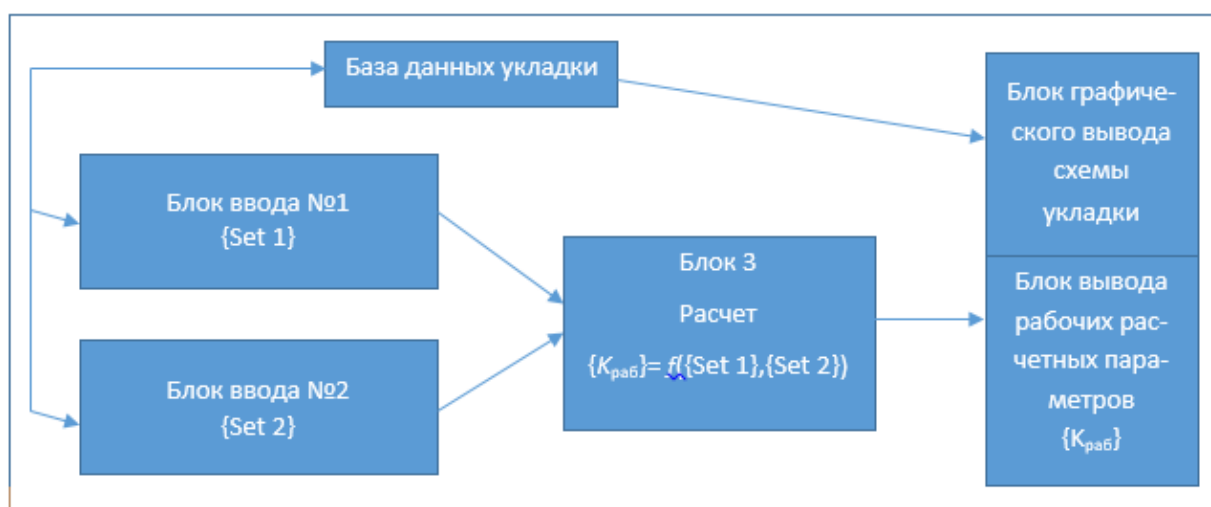 База данных укладки
Блок графиче-
ского вывода
схемы
укладки
Блок ввода №1
{Set 1}
Блок 3
Расчет
{Kраб}= f({Set 1},{Set 2})
Блок вывода
рабочих рас-
четных пара-
метров
{Kраб}
Блок ввода №2
{Set 2}